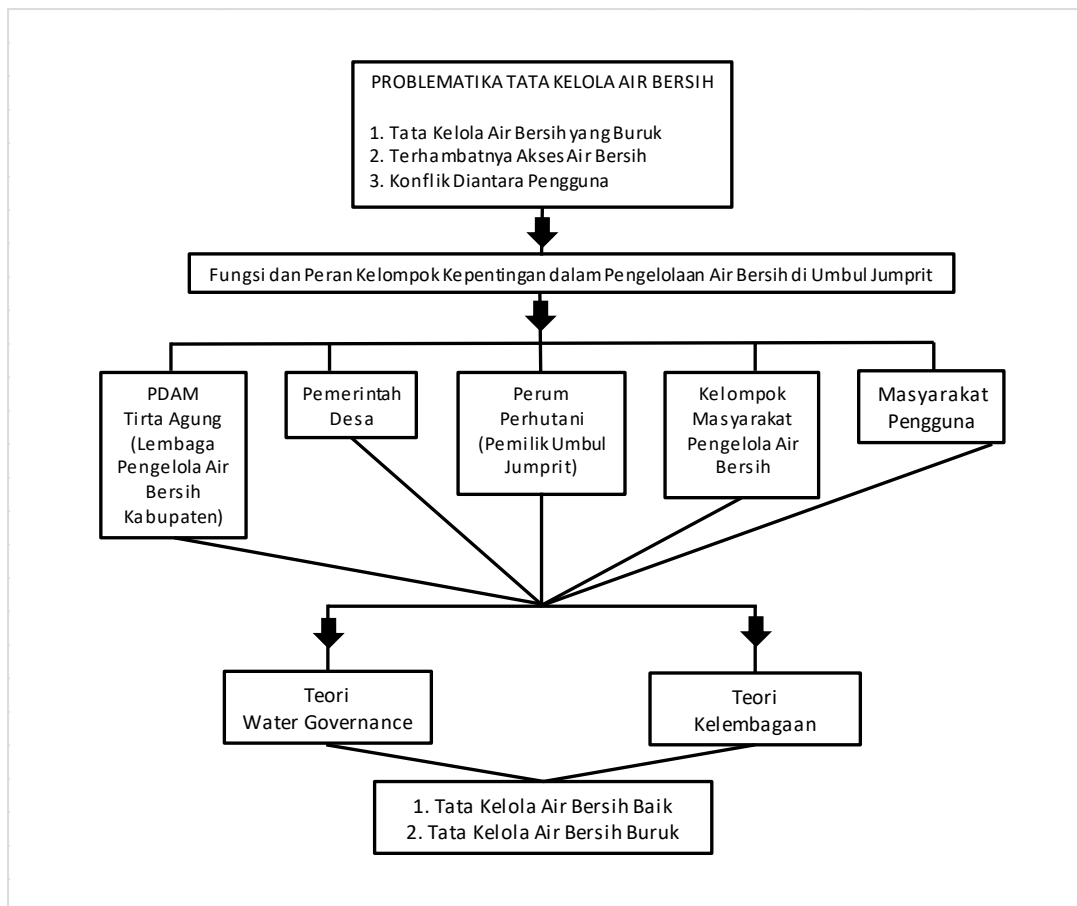 PROBLEMATIKA TATA KELOLA AIR BERSIH
1. Tata Kelola Air Bersih yang Buruk
2. Terhambatnya Akses Air Bersih
3. Konflik Diantara Pengguna
Fungsi dan Peran Kelompok Kepentingan dalam Pengelolaan Air Bersih di Umbul Jumprit
PDAM
Tirta Agung
(Lembaga
Pengelola Air
Bersih
Kabupaten)
Pemerintah
Desa
Perum
Perhutani
(Pemilik Umbul
Jumprit)
Kelompok
Masyarakat
Pengelola Air
Bersih
Masyarakat
Pengguna
Teori
Water Governance
Teori
Kelembagaan
1. Tata Kelola Air Bersih Baik
2. Tata Kelola Air Bersih Buruk